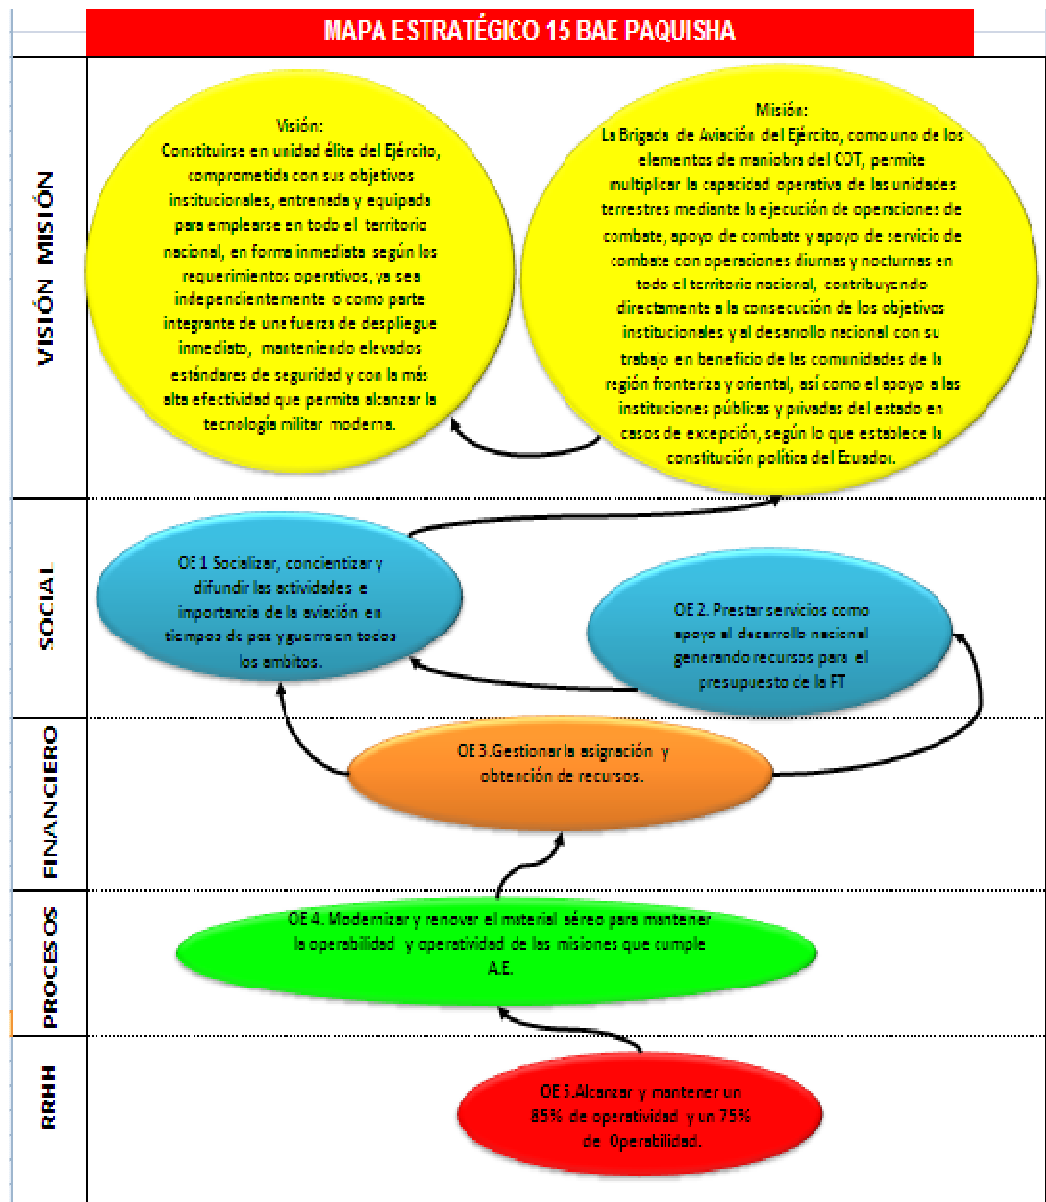 MAPA ESTRATÉGICO 15 BAE PAQUISHA
VISIÓN MISIÓN
Visión:
Constituirse en unidad élite del Ejército,
comprometida con sus objetivos
institucionales, entrenada y equipada
para emplearse en todo el territorio
nacional, en forma inmediata según los
requerimientos operativos, ya sea
independientemente o como parte
integrante de una fuerza de despliegue
inmediato, manteniendo elevados
estándares de seguridad y con la más
alta efectividad que permita alcanzar la
tecnología militar moderna.
Misión:
La Brigada de Aviación del Ejército, como uno de los
elementos de maniobra del COT, permite
multiplicar la capacidad operativa de las unidades
terrestres mediante la ejecución de operaciones de
combate, apoyo de combate y apoyo de servicio de
combate con operaciones diurnas y nocturnas en
todo el territorio nacional, contribuyendo
directamente a la consecución de los objetivos
institucionales y al desarrollo nacional con su
trabajo en beneficio de las comunidades de la
región fronteriza y oriental, así como el apoyo a las
instituciones públicas y privadas del estado en
casos de excepción, según lo que establece la
constitución política del Ecuador.
SOCIAL
OE 1 Socializar, concientizar y
difundir las actividades e
importancia de la aviación en
tiempos de paz y guerra en todos
los ambitos.
OE 2. Prestar servicios como
apoyo al desarrollo nacional
generando recursos para el
presupuesto de la FT
FINANCIERO
OE 3.Gestionar la asignación y
obtención de recursos.
PROCESOS
OE 4. Modernizar y renovar el material aéreo para mantener
la operabilidad y operatividad de las misiones que cumple
A.E.
RRHH
OE 5.Alcanzar y mantener un
85% de operatividad y un 75%
de Operabilidad.